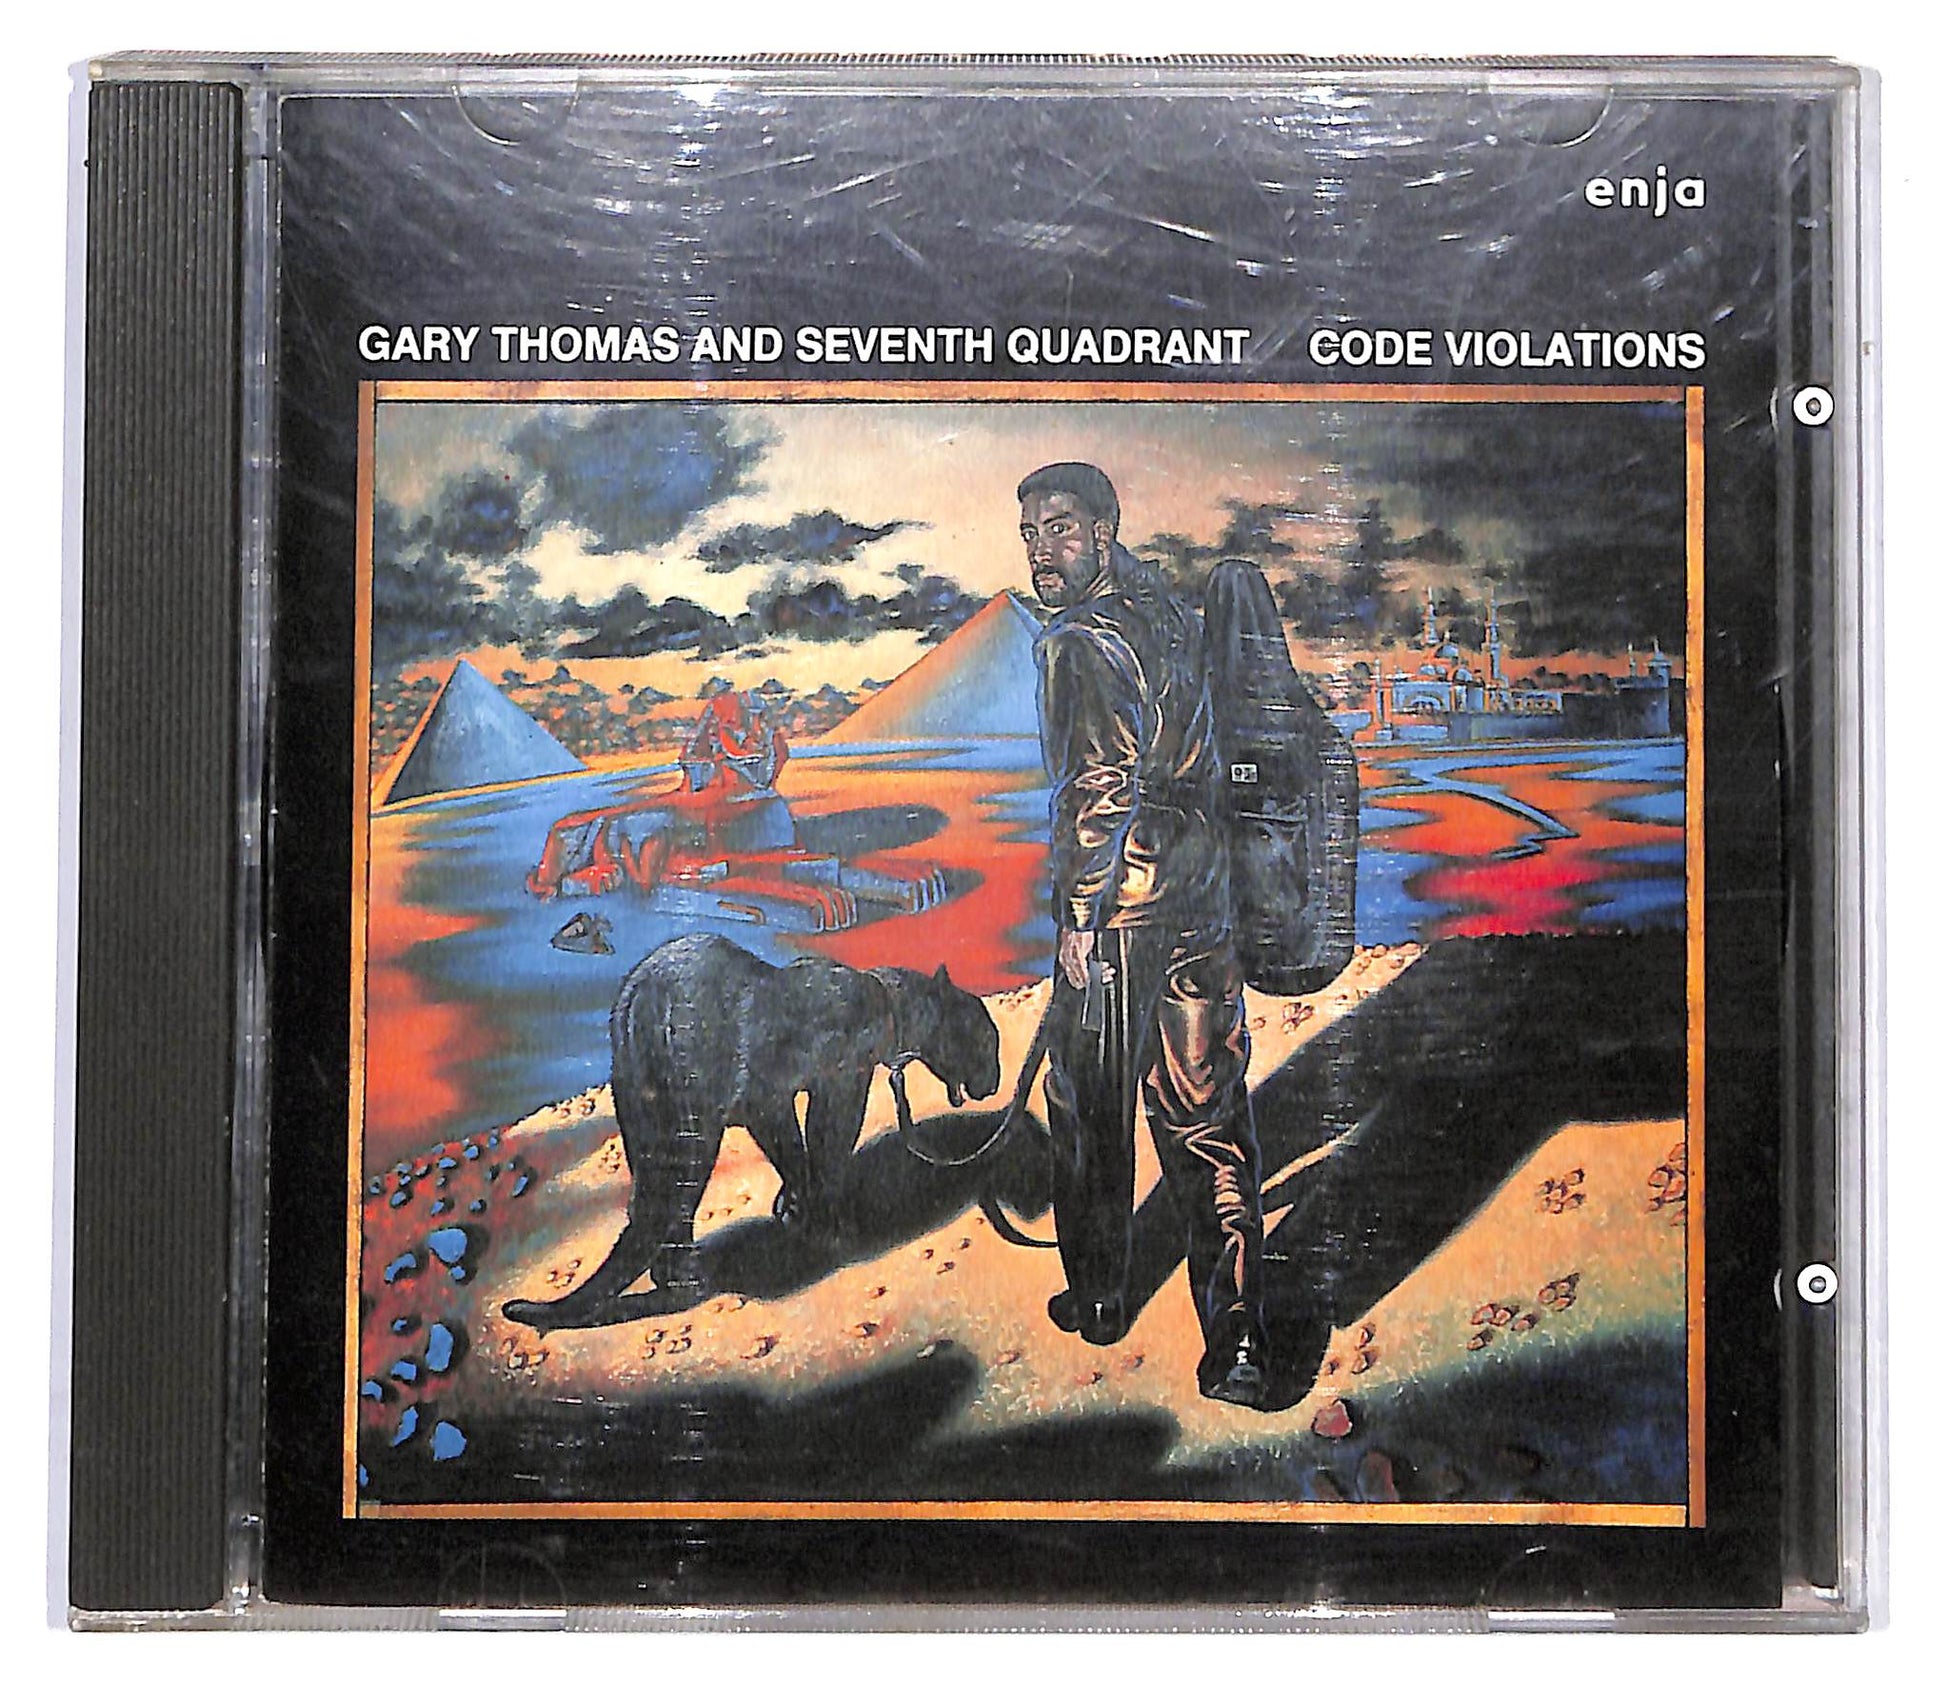 enja
GARY THOMAS AND SEVENTH QUADRANT CODE VIOLATIONS